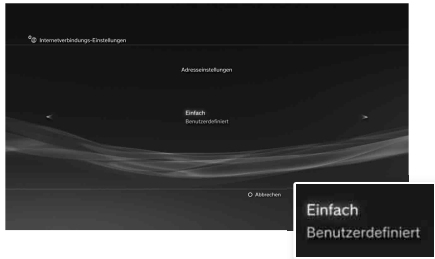 Internetverbindungs-Einstellungen
Adresseinstellungen
Einfach
Benutzerdefiniert
Abbrechen
Einfach
Benutzerdefiniert